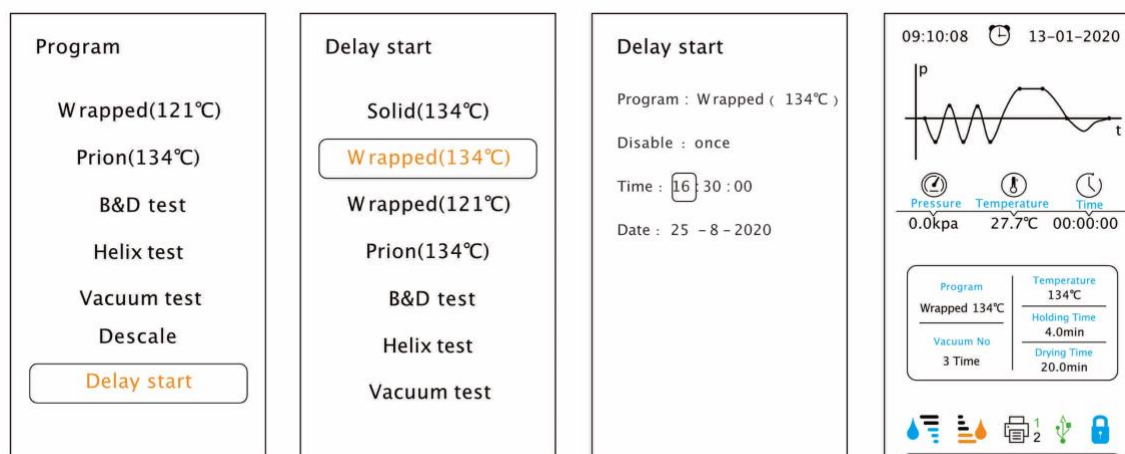 Program
Wrapped(121℃)
Prion(134℃)
B&D test
Helix test
Vacuum test
Descale
Delay start
Delay start
Solid(134℃)
Wrapped(134℃)
Wrapped(121℃)
Prion(134℃)
B&D test
Helix test
Vacuum test
Delay start
Program : Wrapped ( 134℃ )
Disable : once
Time : 16 : 30 : 00
Date : 25 - 8 - 2020
09:10:08 13-01-2020
p
t
Pressure Temperature Time
0.0kpa 27.7℃ 00:00:00
Program
Wrapped 134℃
Vacuum No
3 Time
Temperature
134℃
Holding Time
4.0min
Drying Time
20.0min
1
2